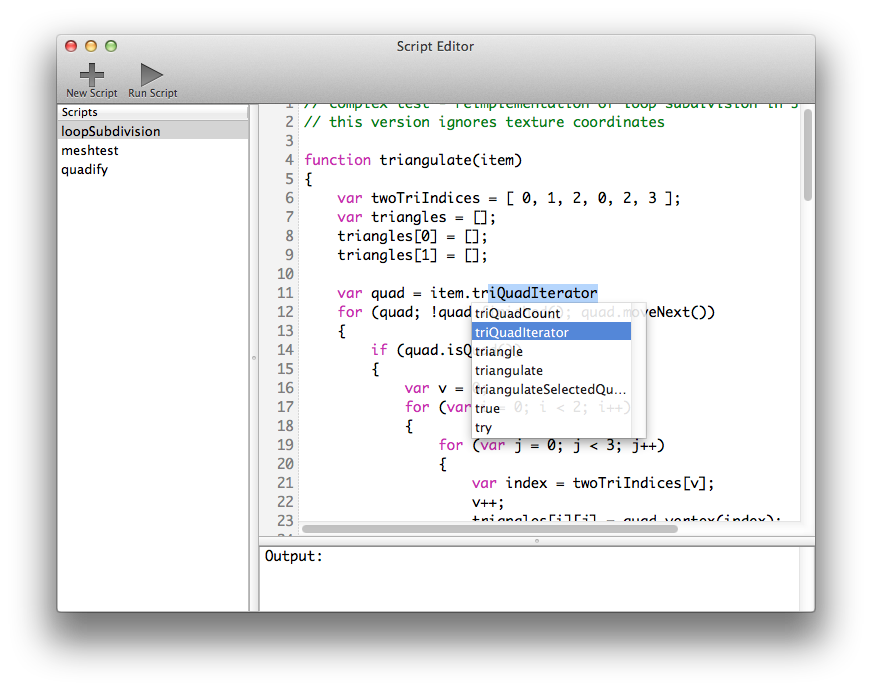 Script Editor
New Script
Run Script
Scripts
loopSubdivision
meshtest
quadify
1 // complex test - reimplementation of loop subdivision in J
2 // this version ignores texture coordinates
3
4 function triangulate(item)
5 {
6 var twoTriIndices = [ 0, 1, 2, 0, 2, 3 ];
7 var triangles = [];
8 triangles[0] = [];
9 triangles[1] = [];
10
11 var quad = item.triQuadIterator
12 for (quad; !quad quad.moveNext())
13 {
14 if (quad.isQ
15 {
16 var v =
17 for (var i = 0; i < 2; i++)
18 {
19 for (var j = 0; j < 3; j++)
20 {
21 var index = twoTriIndices[v];
22 v++;
23 triangles[i][j] = quad.vertex(index);
triQuadCount
triQuadIterator
triangle
triangulate
triangulateSelectedQu...
true
try
Output: